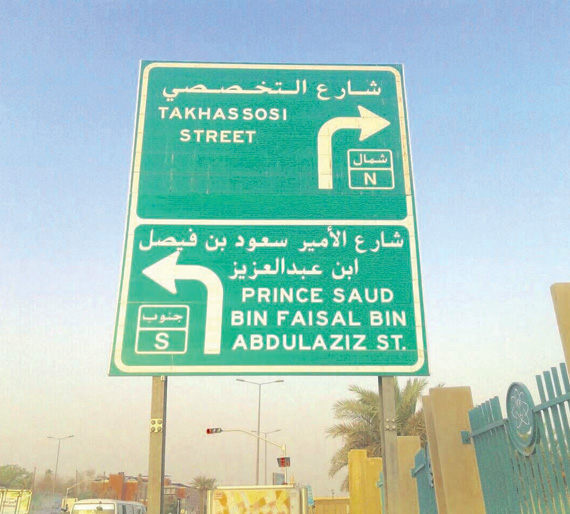 شارع التخصصي
TAKHASSOSI
STREET
شمال
N
شارع الأمير سعود بن فيصل
ابن عبدالعزيز
PRINCE SAUD
BIN FAISAL BIN
ABDULAZIZ ST.
جنوب
S